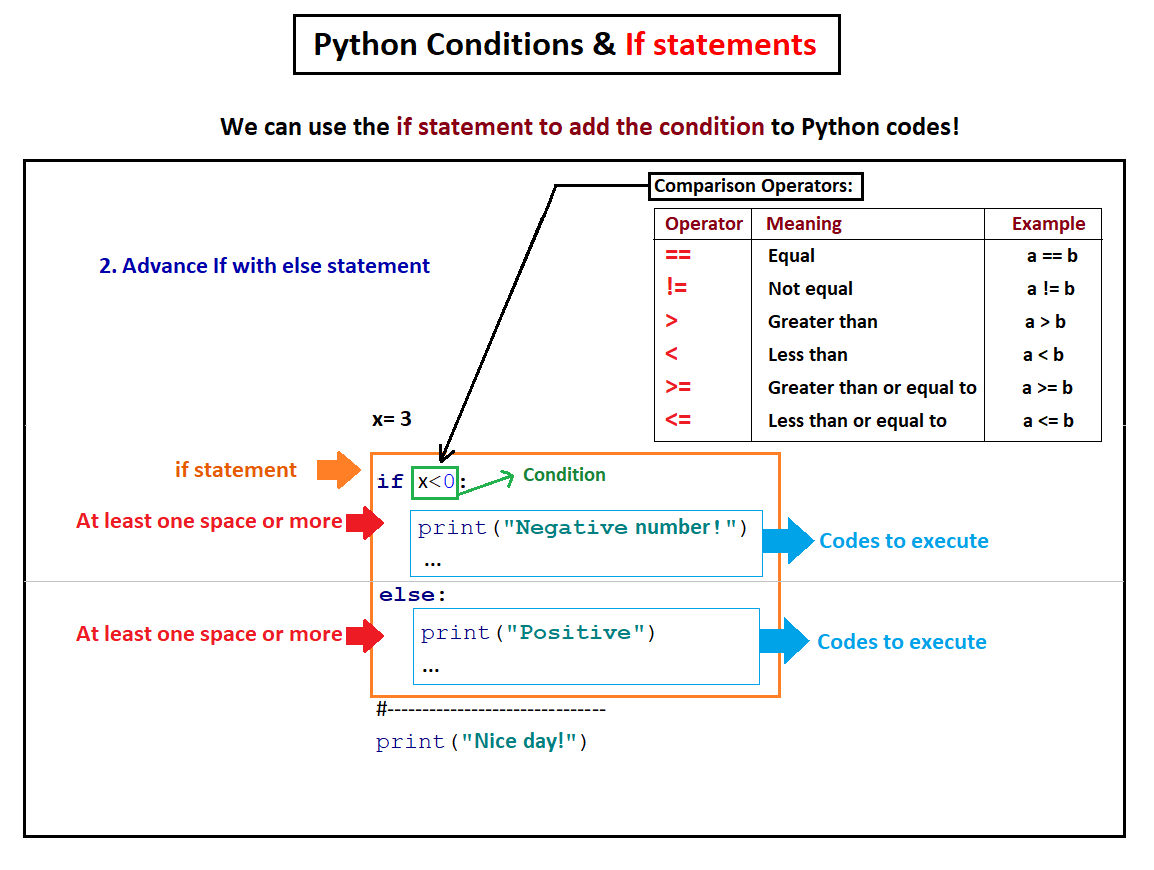 Python Conditions & If statements
We can use the if statement to add the condition to Python codes!
Comparison Operators:
Operator Meaning Example
== Equal a == b
!= Not equal a != b
> Greater than a > b
< Less than a < b
>= Greater than or equal to a >= b
<= Less than or equal to a <= b
2. Advance If with else statement
x= 3
if statement
if x<0:
Condition
At least one space or more
print("Negative number!")
...
Codes to execute
else:
At least one space or more
print("Positive")
...
Codes to execute
#-------------------------------
print("Nice day!")